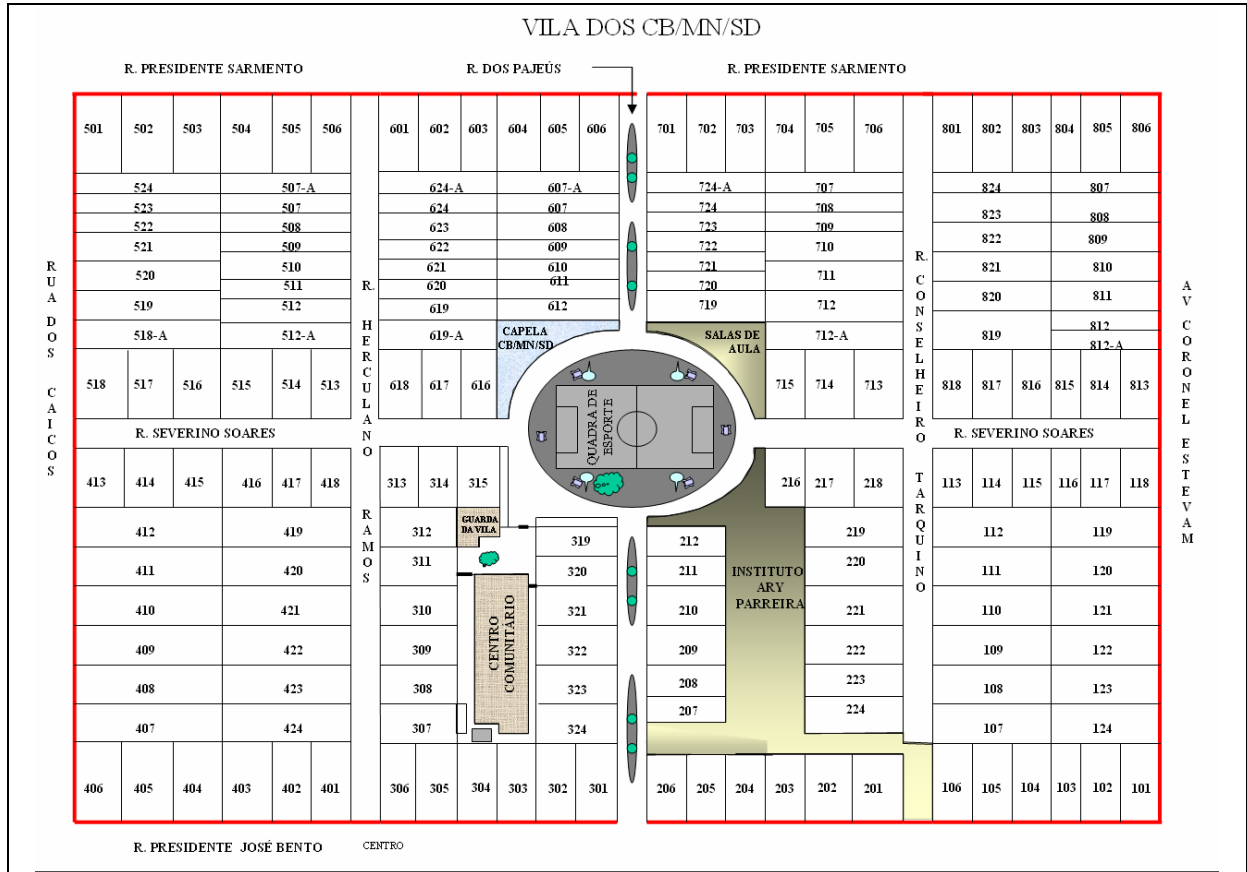 VILA DOS CB/MN/SD
R. PRESIDENTE SARMENTO
R. DOS PAJEÚS
R. PRESIDENTE SARMENTO
501 502 503 504 505 506
601 602 603 604 605 606
701 702 703 704 705 706
801 802 803 804 805 806
524 507-A
523 507
522 508
521 509
520 510
511
519 512
518-A 512-A
518 517 516 515 514 513
624-A 607-A
624 607
623 608
622 609
621 610
620 611
619 612
619-A
CAPELA
CB/MN/SD
618 617 616
724-A 707
724 708
723 709
722 710
721 711
720
719 712
SALAS DE
AULA
712-A
715 714 713
824 807
823 808
822 809
821 810
820 811
819 812
812-A
818 817 816 815 814 813
RUA DOS CAICOS
R. HERCULANO RAMOS
QUADRA DE
ESPORTE
R. CONSELHEIRO TARQUINO
AV CORONEL ESTEVAM
R. SEVERINO SOARES
R. SEVERINO SOARES
413 414 415 416 417 418
412 419
411 420
410 421
409 422
408 423
407 424
406 405 404 403 402 401
313 314 315
312
GUARDA
DA VILA
319
311 320
310 321
309 322
308 323
307 324
CENTRO
COMUNITÁRIO
306 305 304 303 302 301
216 217 218
212 219
211 220
210 221
209 222
208 223
207 224
INSTITUTO
ARY
PARREIRA
206 205 204 203 202 201
113 114 115 116 117 118
112 119
111 120
110 121
109 122
108 123
107 124
106 105 104 103 102 101
R. PRESIDENTE JOSÉ BENTO
CENTRO